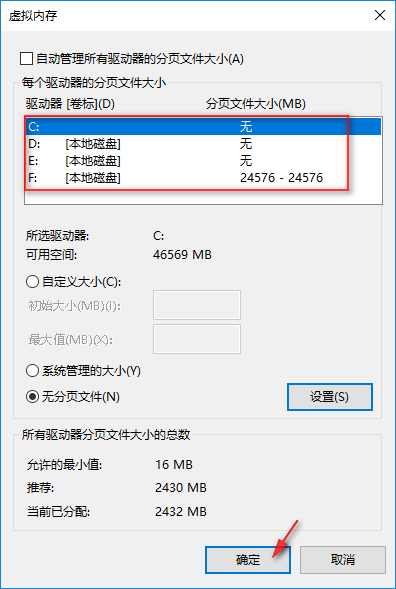 虚拟内存
自动管理所有驱动器的分页文件大小(A)
每个驱动器的分页文件大小
驱动器 [卷标](D) 分页文件大小(MB)
C: 无
D: [本地磁盘] 无
E: [本地磁盘] 无
F: [本地磁盘] 24576 - 24576
所选驱动器: C:
可用空间: 46569 MB
自定义大小(C):
初始大小(MB)(I):
最大值(MB)(X):
系统管理的大小(Y)
无分页文件(N) 设置(S)
所有驱动器分页文件大小的总数
允许的最小值: 16 MB
推荐: 2430 MB
当前已分配: 2432 MB
确定 取消